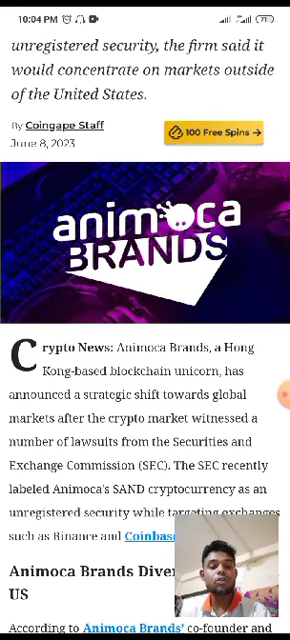 10:04 PM
unregistered security, the firm said it
would concentrate on markets outside
of the United States.
By Coingape Staff
100 Free Spins →
June 8, 2023
animoca
BRANDS
Crypto News: Animoca Brands, a Hong
Kong-based blockchain unicorn, has
announced a strategic shift towards global
markets after the crypto market witnessed a
number of lawsuits from the Securities and
Exchange Commission (SEC). The SEC recently
labeled Animoca's SAND cryptocurrency as an
unregistered security while targeting exchanges
such as Binance and
Animoca Brands
US
According to Animoca Brands' co-founder and